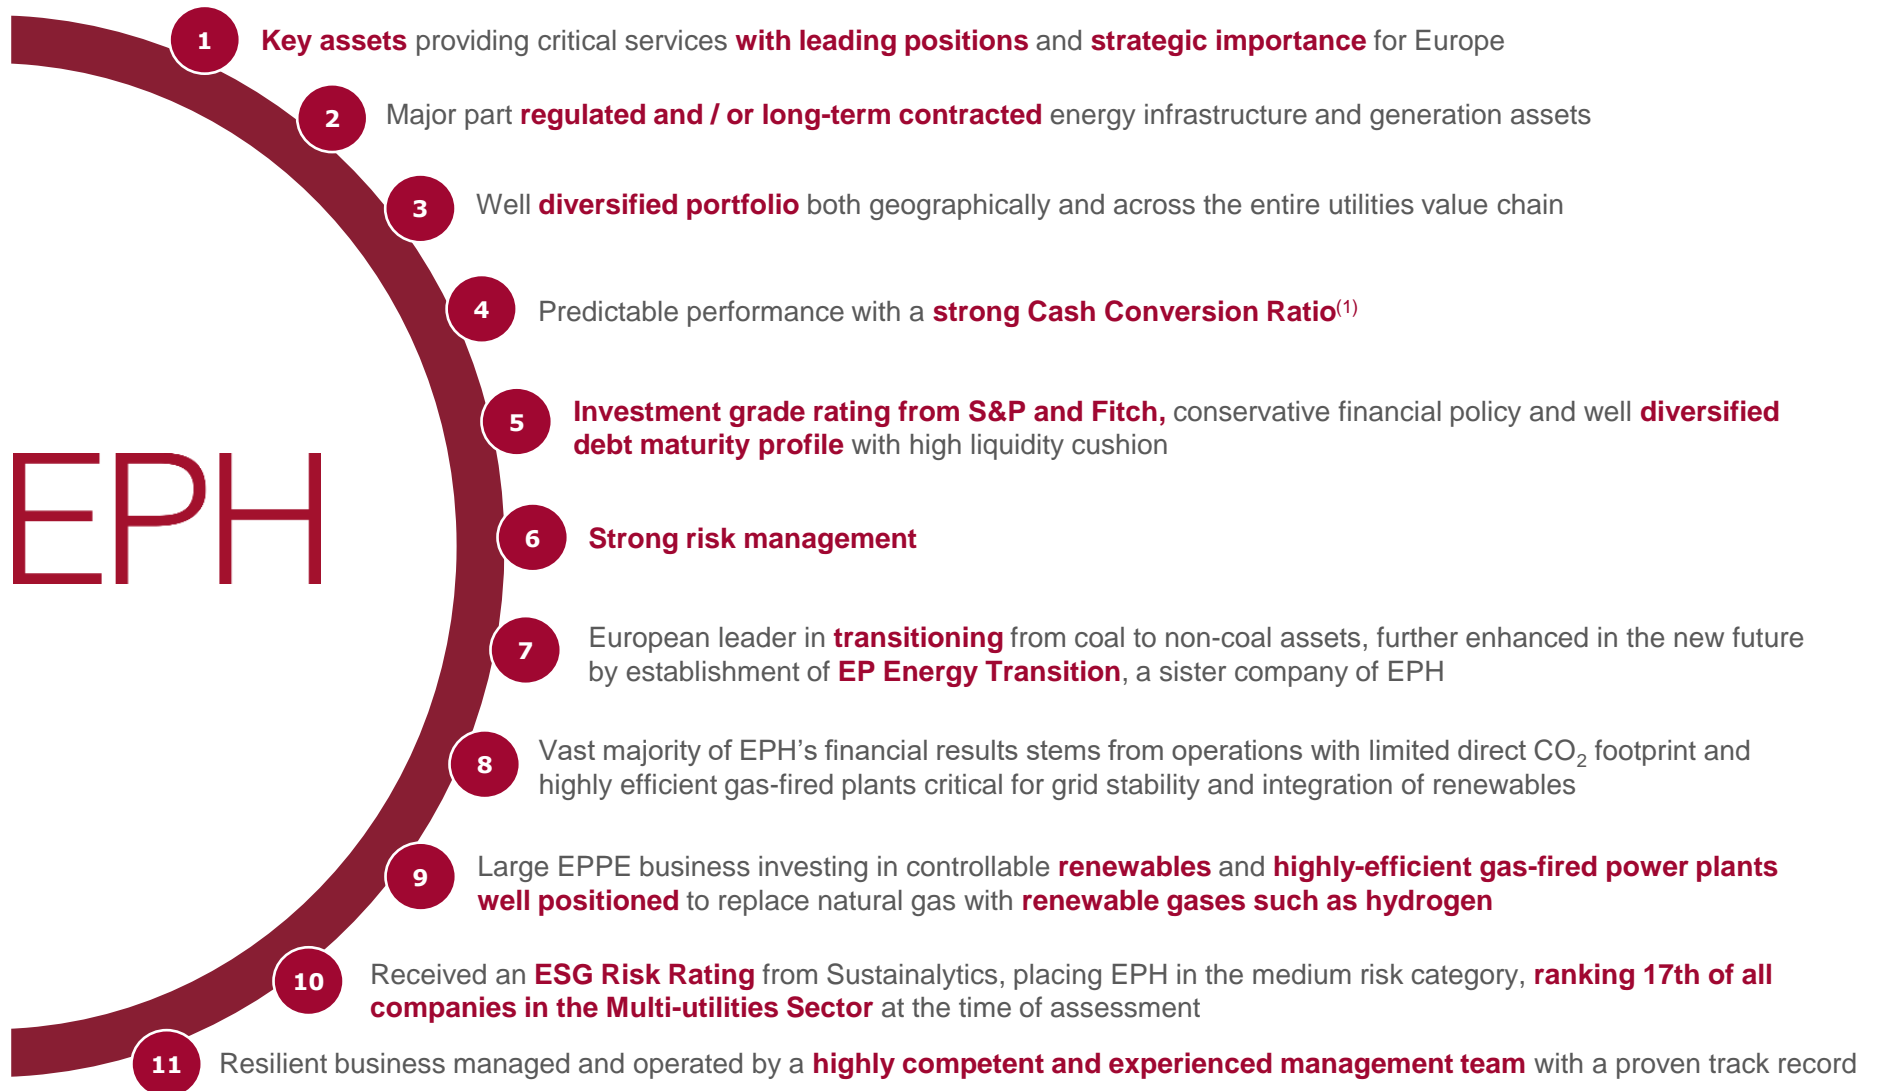 1
Key assets providing critical services with leading positions and strategic importance for Europe
2
Major part regulated and / or long-term contracted energy infrastructure and generation assets
3
Well diversified portfolio both geographically and across the entire utilities value chain
4
Predictable performance with a strong Cash Conversion Ratio(1)
5
Investment grade rating from S&P and Fitch, conservative financial policy and well diversified
debt maturity profile with high liquidity cushion
EPH
6
Strong risk management
7
European leader in transitioning from coal to non-coal assets, further enhanced in the new future
by establishment of EP Energy Transition, a sister company of EPH
8
Vast majority of EPH’s financial results stems from operations with limited direct CO2 footprint and
highly efficient gas-fired plants critical for grid stability and integration of renewables
9
Large EPPE business investing in controllable renewables and highly-efficient gas-fired power plants
well positioned to replace natural gas with renewable gases such as hydrogen
10
Received an ESG Risk Rating from Sustainalytics, placing EPH in the medium risk category, ranking 17th of all
companies in the Multi-utilities Sector at the time of assessment
11
Resilient business managed and operated by a highly competent and experienced management team with a proven track record